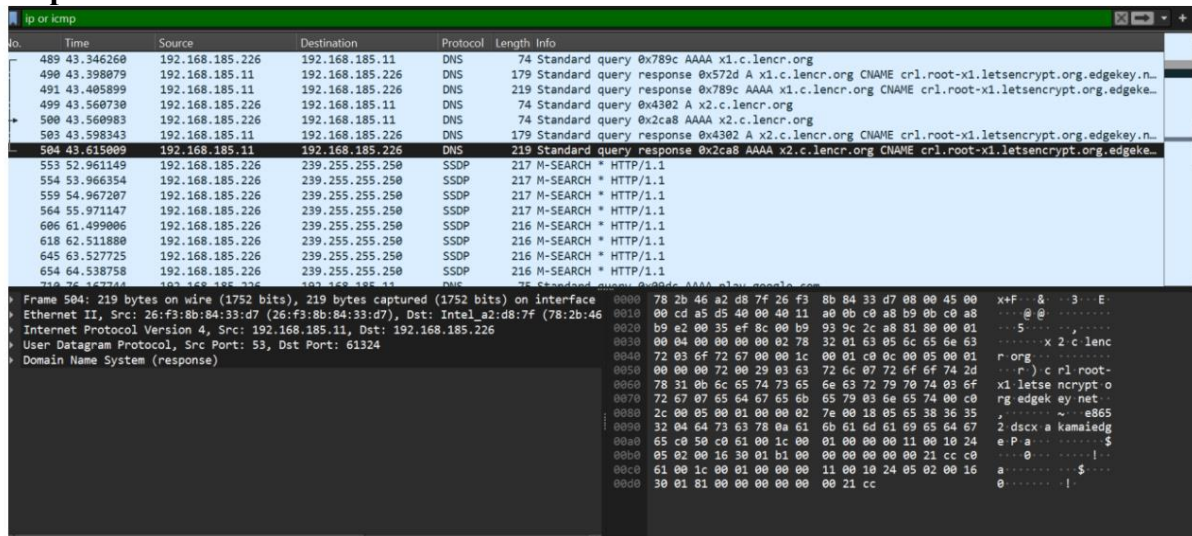 ip or icmp
No. Time Source Destination Protocol Length Info
489 43.346260 192.168.185.226 192.168.185.11 DNS 74 Standard query 0x789c AAAA x1.c.lencr.org
490 43.398079 192.168.185.11 192.168.185.226 DNS 179 Standard query response 0x572d A x1.c.lencr.org CNAME crl.root-x1.letsencrypt.org.edgekey.n…
491 43.405899 192.168.185.11 192.168.185.226 DNS 219 Standard query response 0x789c AAAA x1.c.lencr.org CNAME crl.root-x1.letsencrypt.org.edgeke…
499 43.560730 192.168.185.226 192.168.185.11 DNS 74 Standard query 0x4302 A x2.c.lencr.org
500 43.560983 192.168.185.226 192.168.185.11 DNS 74 Standard query 0x2ca8 AAAA x2.c.lencr.org
503 43.598343 192.168.185.11 192.168.185.226 DNS 179 Standard query response 0x4302 A x2.c.lencr.org CNAME crl.root-x1.letsencrypt.org.edgekey.n…
504 43.615009 192.168.185.11 192.168.185.226 DNS 219 Standard query response 0x2ca8 AAAA x2.c.lencr.org CNAME crl.root-x1.letsencrypt.org.edgeke…
553 52.961149 192.168.185.226 239.255.255.250 SSDP 217 M-SEARCH * HTTP/1.1
554 53.966354 192.168.185.226 239.255.255.250 SSDP 217 M-SEARCH * HTTP/1.1
559 54.967207 192.168.185.226 239.255.255.250 SSDP 217 M-SEARCH * HTTP/1.1
564 55.971147 192.168.185.226 239.255.255.250 SSDP 217 M-SEARCH * HTTP/1.1
606 61.499006 192.168.185.226 239.255.255.250 SSDP 216 M-SEARCH * HTTP/1.1
618 62.511880 192.168.185.226 239.255.255.250 SSDP 216 M-SEARCH * HTTP/1.1
645 63.527725 192.168.185.226 239.255.255.250 SSDP 216 M-SEARCH * HTTP/1.1
654 64.538758 192.168.185.226 239.255.255.250 SSDP 216 M-SEARCH * HTTP/1.1
Frame 504: 219 bytes on wire (1752 bits), 219 bytes captured (1752 bits) on interface
Ethernet II, Src: 26:f3:8b:84:33:d7 (26:f3:8b:84:33:d7), Dst: Intel_a2:d8:7f (78:2b:46
Internet Protocol Version 4, Src: 192.168.185.11, Dst: 192.168.185.226
User Datagram Protocol, Src Port: 53, Dst Port: 61324
Domain Name System (response)
0000 78 2b 46 a2 d8 7f 26 f3 8b 84 33 d7 08 00 45 00 x+F···&···3···E·
0010 00 cd a5 d5 40 00 40 11 a0 0b c0 a8 b9 0b c0 a8 ····@·@·········
0020 b9 e2 00 35 ef 8c 00 b9 93 9c 2c a8 81 80 00 01 ···5······,·····
0030 00 04 00 00 00 00 02 78 32 01 63 05 6c 65 6e 63 ·······x 2·c·lenc
0040 72 03 6f 72 67 00 00 1c 00 01 c0 0c 00 05 00 01 r·org···········
0050 00 00 00 72 00 29 03 63 72 6c 07 72 6f 6f 74 2d ···r·)·c rl·root-
0060 78 31 0b 6c 65 74 73 65 6e 63 72 79 70 74 03 6f x1·letse ncrypt·o
0070 72 67 07 65 64 67 65 6b 65 79 03 6e 65 74 00 c0 rg·edgek ey·net··
0080 2c 00 05 00 01 00 00 02 7e 00 18 05 65 38 36 35 ,·······~···e865
0090 32 04 64 73 63 78 0a 61 6b 61 6d 61 69 65 64 67 2·dscx·a kamaiedg
00a0 65 c0 50 c0 61 00 1c 00 01 00 00 00 11 00 10 24 e·P·a··········$
00b0 05 02 00 16 30 01 b1 00 00 00 00 00 00 21 cc c0 ····0········!··
00c0 61 00 1c 00 01 00 00 00 11 00 10 24 05 02 00 16 a··········$····
00d0 30 01 81 00 00 00 00 00 00 21 cc 0········!·